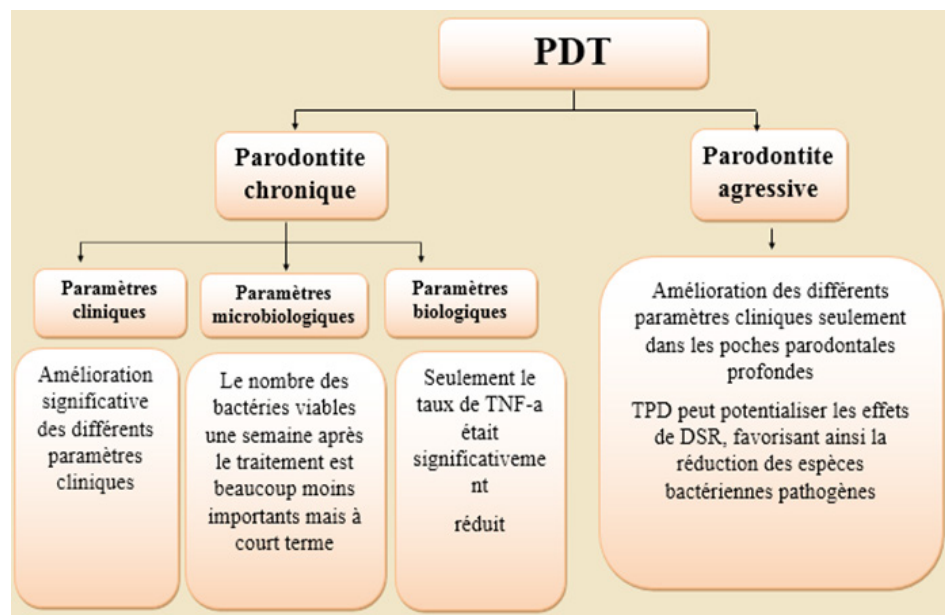 PDT
Parodontite
chronique
Parodontite
agressive
Paramètres
cliniques
Paramètres
microbiologiques
Paramètres
biologiques
Amélioration
significative
des différents
paramètres
cliniques
Le nombre des
bactéries viables
une semaine après
le traitement est
beaucoup moins
importants mais à
court terme
Seulement le
taux de TNF-a
était
significativeme
nt
réduit
Amélioration des différents
paramètres cliniques seulement
dans les poches parodontales
profondes
TPD peut potentialiser les effets
de DSR, favorisant ainsi la
réduction des espèces
bactériennes pathogènes